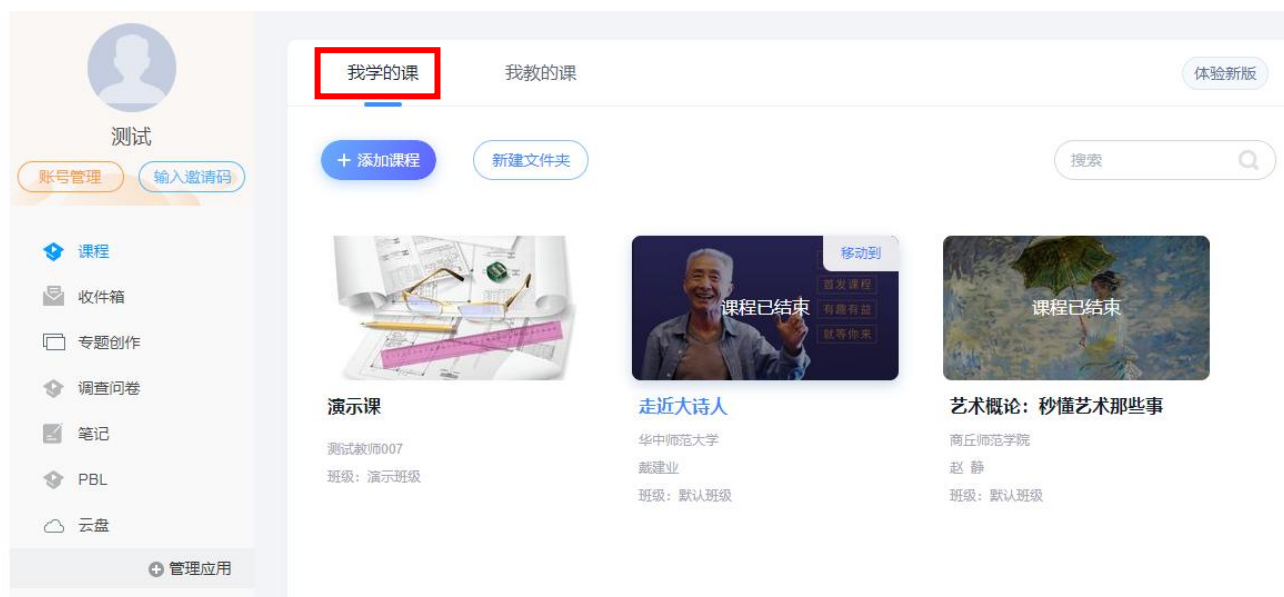 测试
账号管理
输入邀请码
课程
收件箱
专题创作
调查问卷
笔记
PBL
云盘
管理应用
我学的课
我教的课
体验新版
+ 添加课程
新建文件夹
搜索
演示课
测试教师007
班级：演示班级
移动到
首发课程
课程已结束
有趣有益
就等你来
走近大诗人
华中师范大学
戴建业
班级：默认班级
课程已结束
艺术概论：秒懂艺术那些事
商丘师范学院
赵 静
班级：默认班级